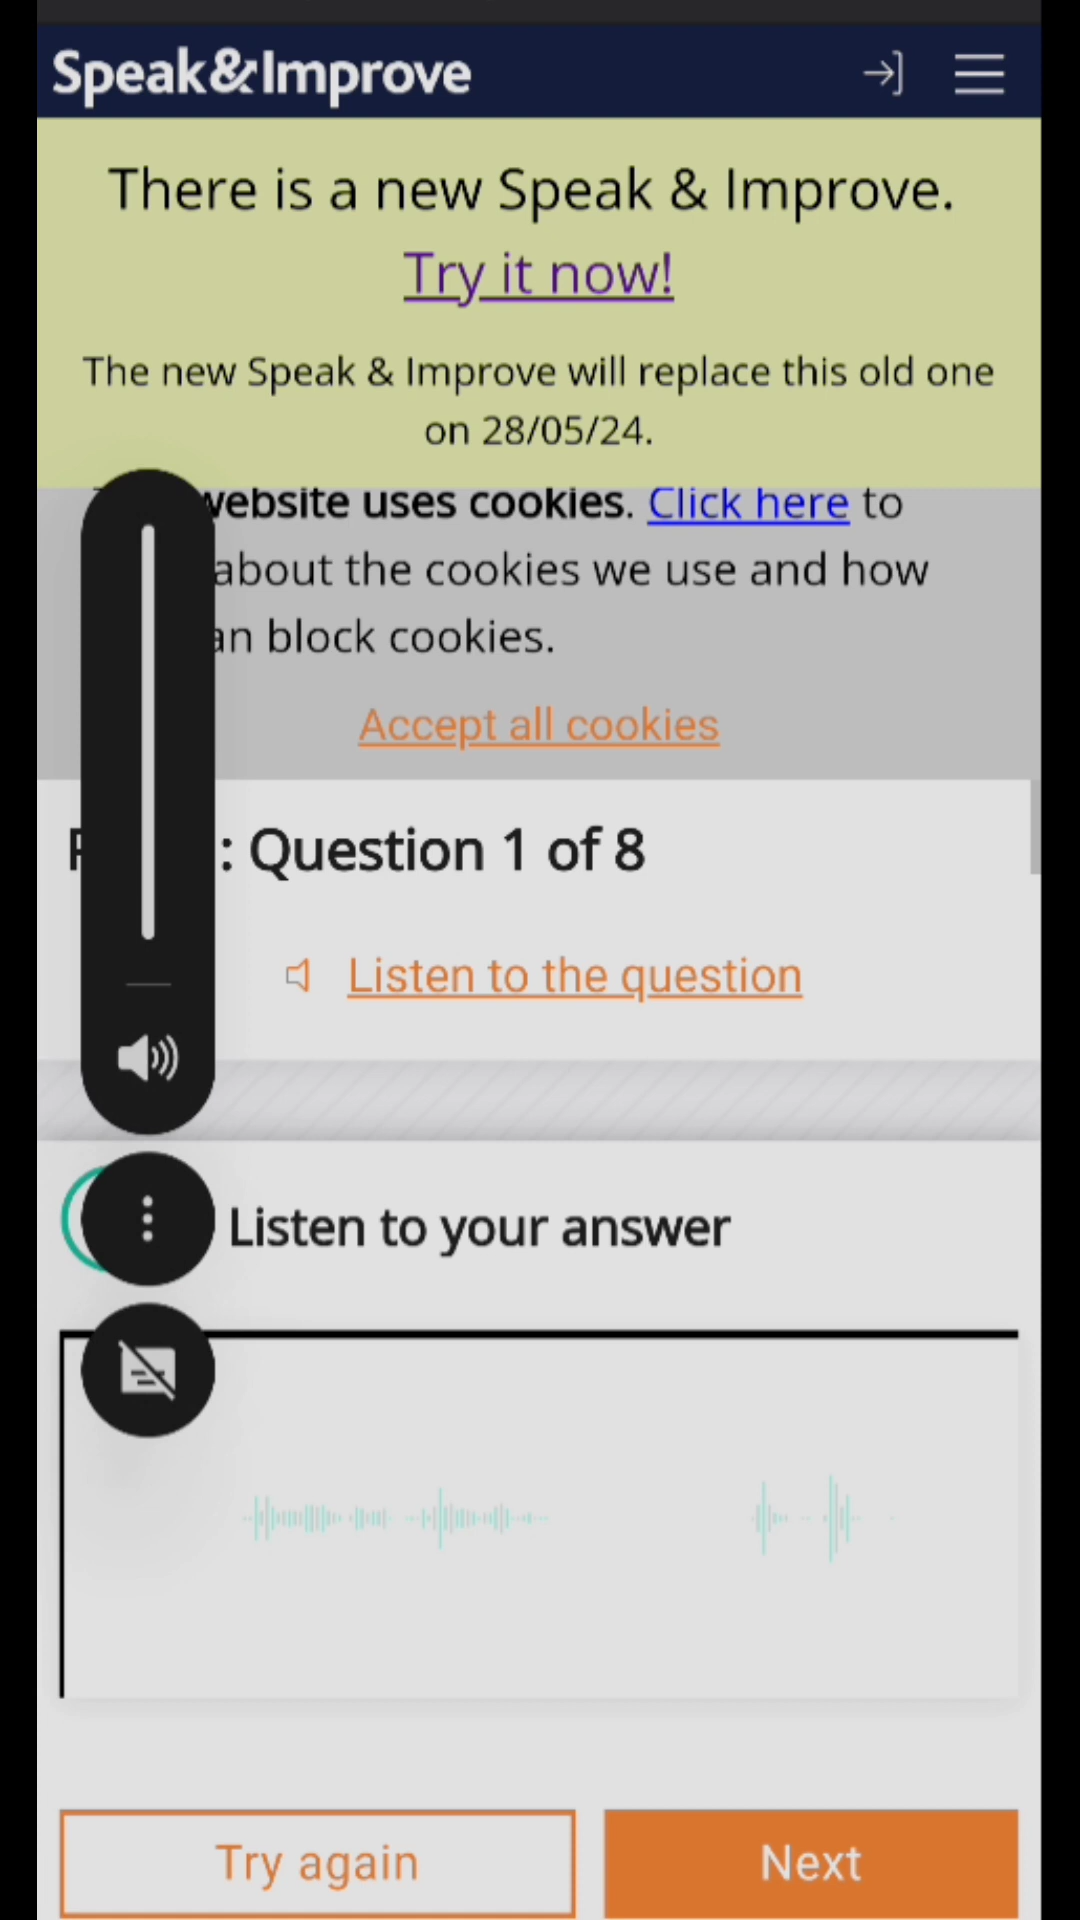 Speak&Improve
There is a new Speak & Improve.
Try it now!
The new Speak & Improve will replace this old one
on 28/05/24.
website uses cookies. Click here to
about the cookies we use and how
block cookies.
Accept all cookies
: Question 1 of 8
Listen to the question
Listen to your answer
Try again
Next